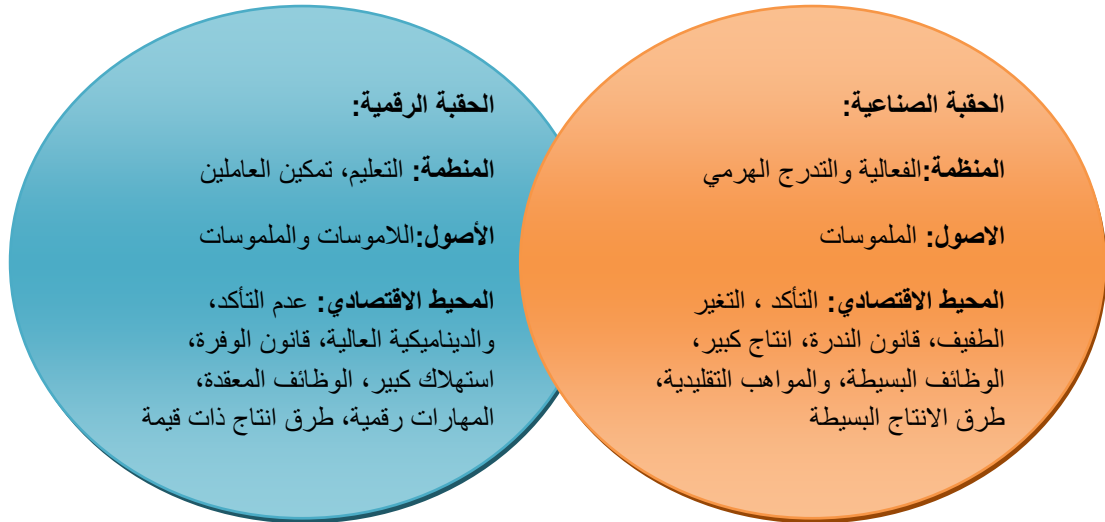 الحقبة الصناعية:
المنظمة:الفعالية والتدرج الهرمي
الاصول: الملموسات
المحيط الاقتصادي: التأكد ، التغير
الطفيف، قانون الندرة، انتاج كبير،
الوظائف البسيطة، والمواهب التقليدية،
طرق الانتاج البسيطة
الحقبة الرقمية:
المنطمة: التعليم، تمكين العاملين
الأصول:اللاموسات والملموسات
المحيط الاقتصادي: عدم التأكد،
والديناميكية العالية، قانون الوفرة،
استهلاك كبير، الوظائف المعقدة،
المهارات رقمية، طرق انتاج ذات قيمة